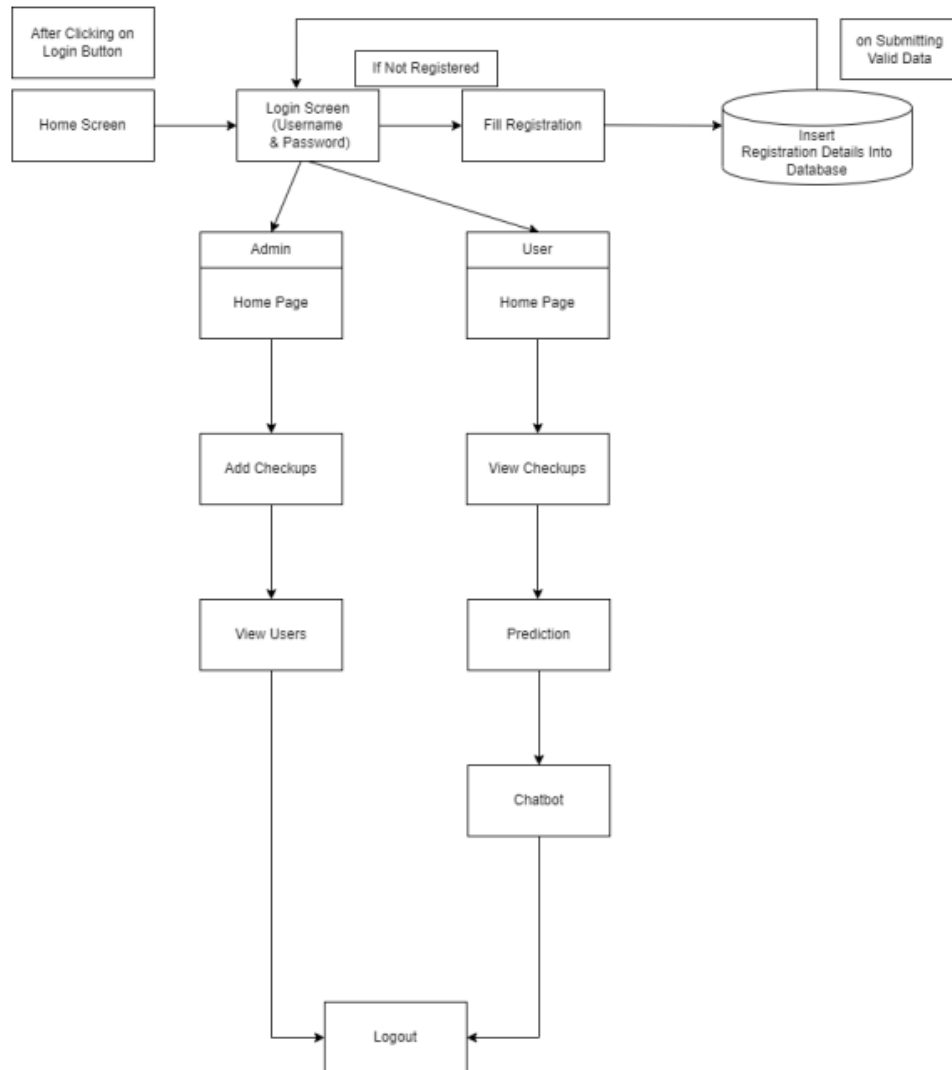 After Clicking on
Login Button
on Submitting
Valid Data
If Not Registered
Home Screen
Login Screen
(Username
& Password)
Fill Registration
Insert
Registration Details Into
Database
Admin
User
Home Page
Home Page
Add Checkups
View Checkups
View Users
Prediction
Chatbot
Logout